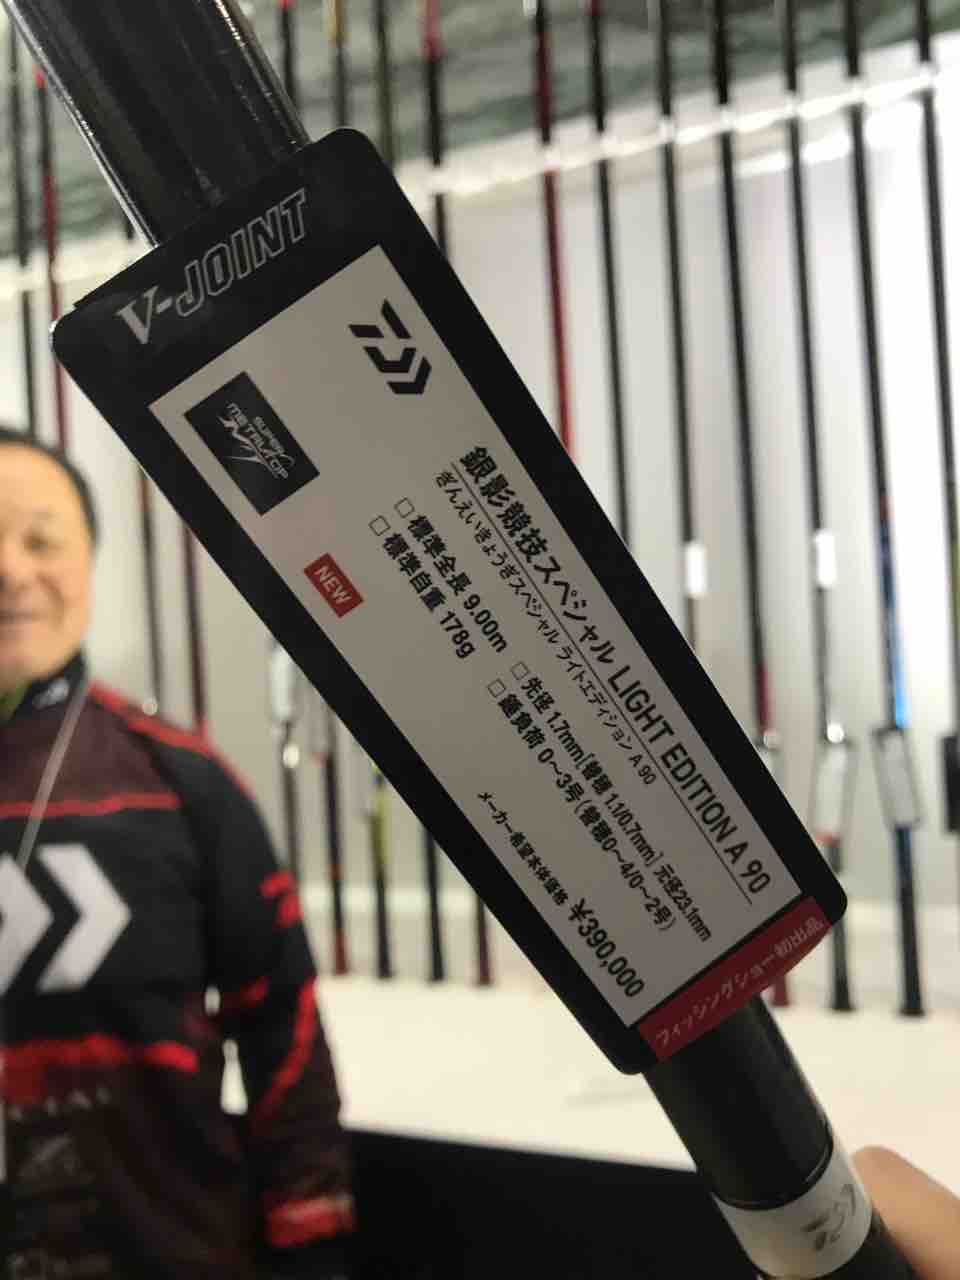 V-JOINT
SUPER
METAL TOP
銀影競技スペシャル LIGHT EDITION A 90
ぎんえいきょうぎスペシャル ライトエディション A 90
□ 標準全長 9.00m
□ 標準自重 178g
□ 先径 1.7mm[替穂 1.1/0.7mm] 元径23.1mm
□ 錘負荷 0～3号(替穂0～4/0～2号)
NEW
メーカー希望本体価格 ¥390,000
フィッシングショー初出品